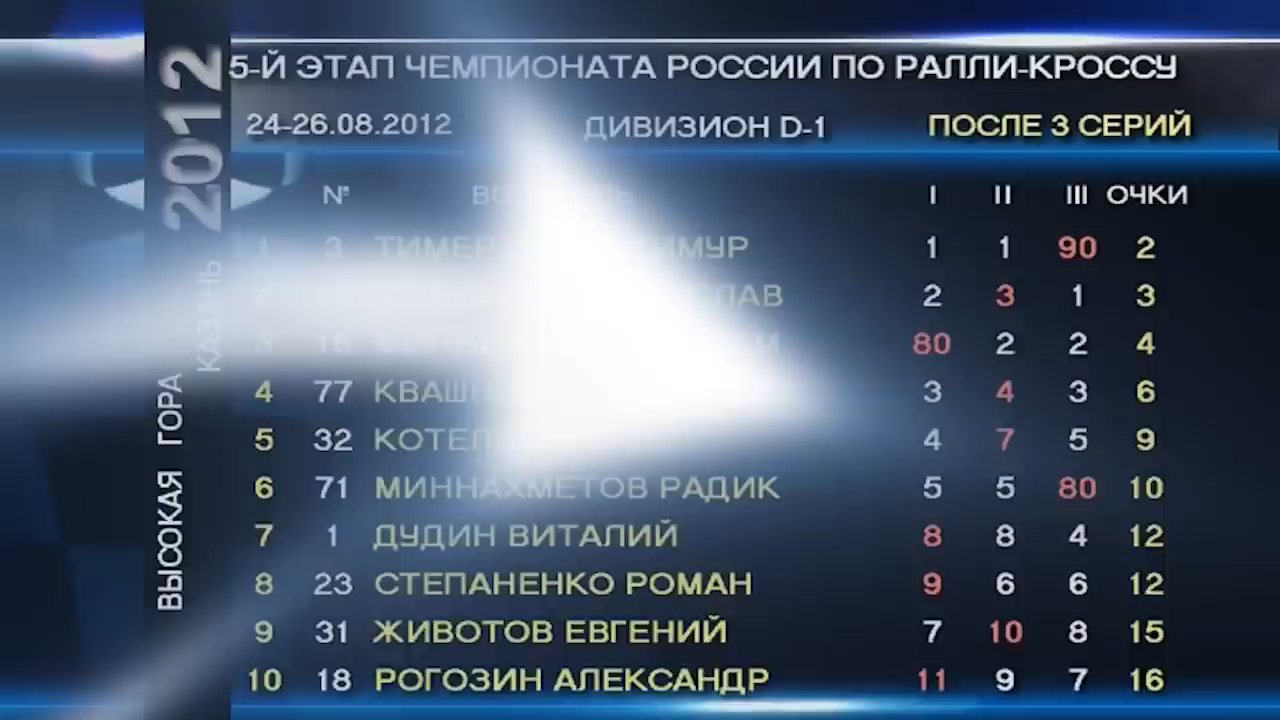 5-Й ЭТАП ЧЕМПИОНАТА РОССИИ ПО РАЛЛИ-КРОССУ
24-26.08.2012 ДИВИЗИОН D-1 ПОСЛЕ 3 СЕРИЙ
2012
КАЗАНЬ
ВЫСОКАЯ ГОРА
№ I II III ОЧКИ
1 3 1 1 90 2
2 3 1 3
80 2 2 4
4 77 3 4 3 6
5 32 4 7 5 9
6 71 МИННАХМЕТОВ РАДИК 5 5 80 10
7 1 ДУДИН ВИТАЛИЙ 8 8 4 12
8 23 СТЕПАНЕНКО РОМАН 9 6 6 12
9 31 ЖИВОТОВ ЕВГЕНИЙ 7 10 8 15
10 18 РОГОЗИН АЛЕКСАНДР 11 9 7 16